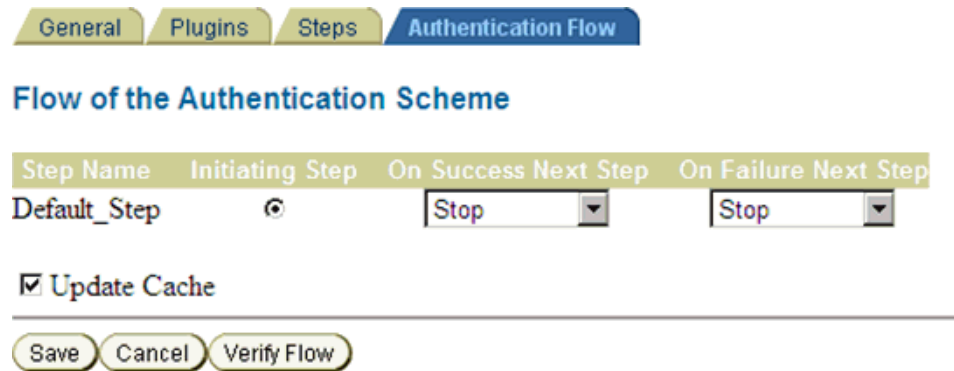 General Plugins Steps Authentication Flow
Flow of the Authentication Scheme
Step Name Initiating Step On Success Next Step On Failure Next Step
Default_Step Stop Stop
Update Cache
Save Cancel Verify Flow